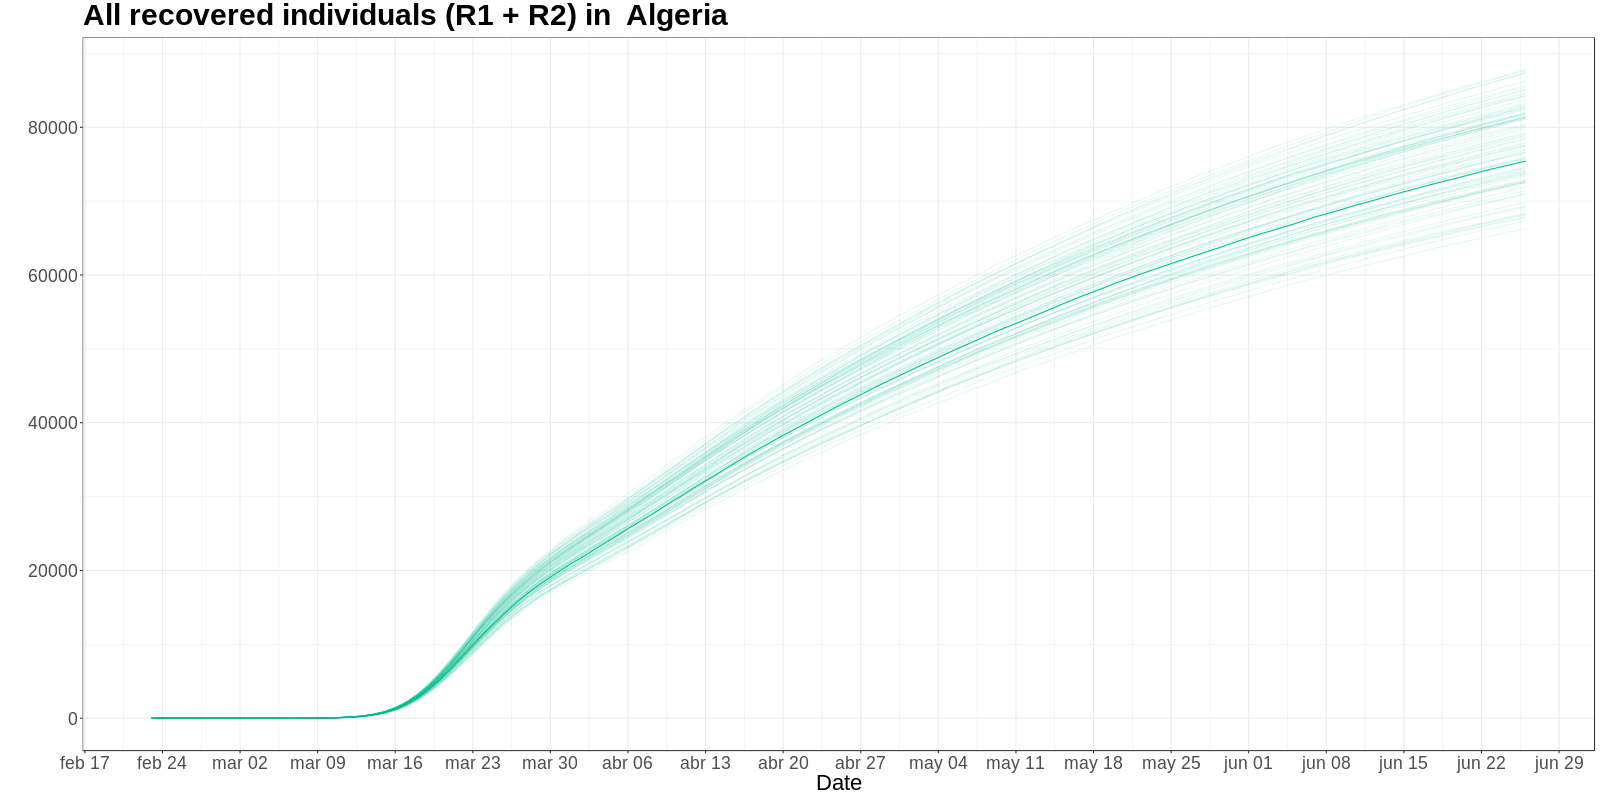 All recovered individuals (R1 + R2) in  Algeria
80000
60000
40000
20000
0
feb 17 feb 24 mar 02 mar 09 mar 16 mar 23 mar 30 abr 06 abr 13 abr 20 abr 27 may 04 may 11 may 18 may 25 jun 01 jun 08 jun 15 jun 22 jun 29
Date